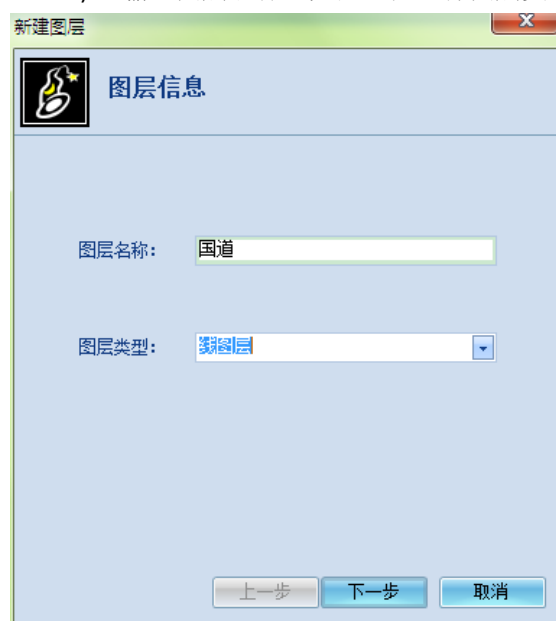 新建图层
图层信息
图层名称： 国道
图层类型： 线图层
上一步 下一步 取消